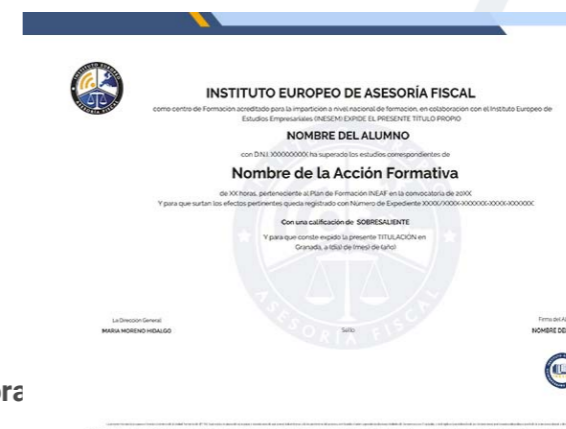 INSTITUTO EUROPEO DE ASESORÍA FISCAL
como centro de Formación acreditado para la impartición a nivel nacional de formación, en colaboración con el Instituto Europeo de
Estudios Empresariales (INESEM) EXPIDE EL PRESENTE TÍTULO PROPIO
NOMBRE DEL ALUMNO
con D.N.I. XXXXXXXXX ha superado los estudios correspondientes de
Nombre de la Acción Formativa
de XX horas, perteneciente al Plan de Formación INEAF en la convocatoria de 20XX
Y para que surtan los efectos pertinentes queda registrado con Número de Expediente XXXX/XXXX-XXXXXX-XXXX-XXXXXX
Con una calificación de SOBRESALIENTE
Y para que conste expido la presente TITULACIÓN en
Granada, a (día) de (mes) de (año)
ASESORÍA FISCAL
La Dirección General
MARIA MORENO HIDALGO
Sello
Firma del
NOMBRE